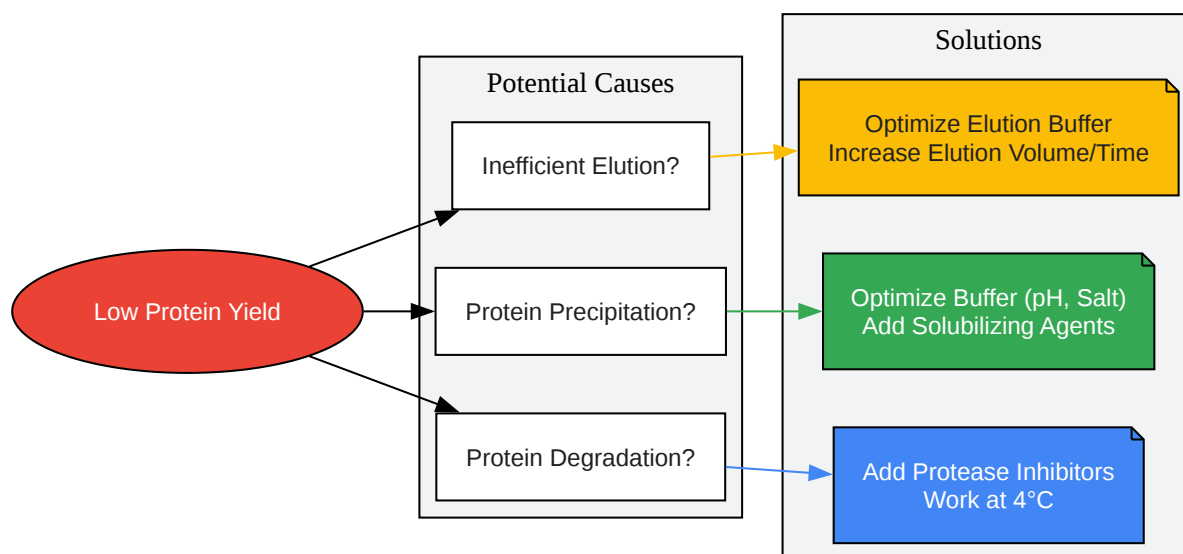 Solutions
Potential Causes
Optimize Elution Buffer
Increase Elution Volume/Time
Inefficient Elution?
Low Protein Yield
Protein Precipitation?
Optimize Buffer (pH, Salt)
Add Solubilizing Agents
Protein Degradation?
Add Protease Inhibitors
Work at 4°C